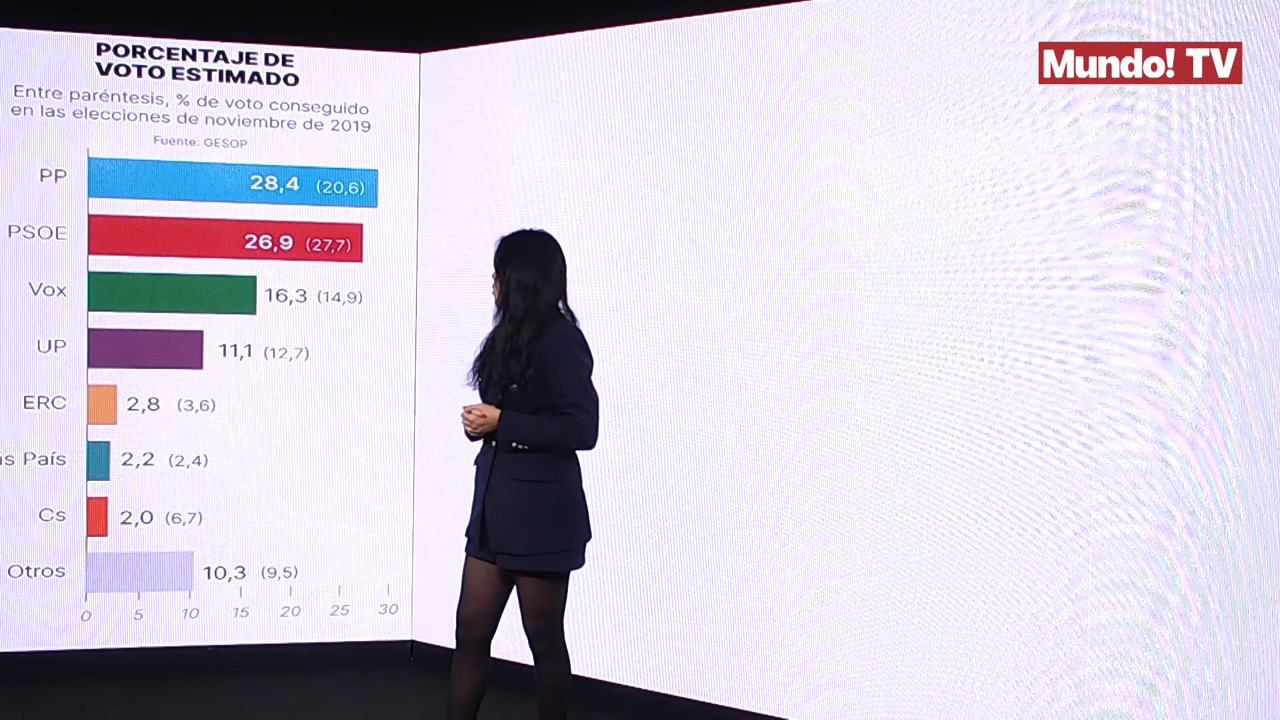 PORCENTAJE DE
VOTO ESTIMADO
Entre paréntesis, % de voto conseguido
en las elecciones de noviembre de 2019
Fuente: GESOP
PP 28,4 (20,6)
PSOE 26,9 (27,7)
Vox 16,3 (14,9)
UP 11,1 (12,7)
ERC 2,8 (3,6)
País 2,2 (2,4)
Cs 2,0 (6,7)
Otros 10,3 (9,5)
0 5 10 15 20 25 30
Mundo! TV